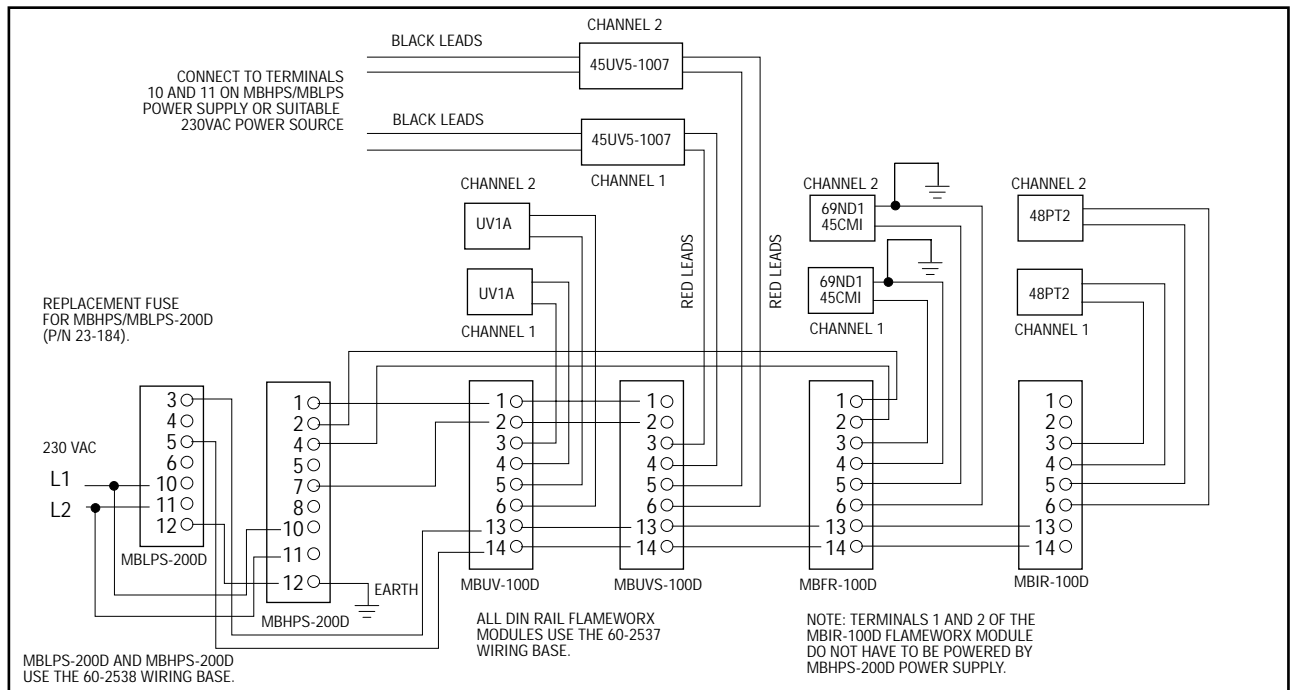 CHANNEL 2
BLACK LEADS
45UV5-1007
CONNECT TO TERMINALS
10 AND 11 ON MBHPS/MBLPS
POWER SUPPLY OR SUITABLE
230VAC POWER SOURCE
BLACK LEADS
45UV5-1007
CHANNEL 1
CHANNEL 2
UV1A
UV1A
CHANNEL 1
RED LEADS
RED LEADS
CHANNEL 2
69ND1
45CMI
69ND1
45CMI
CHANNEL 1
CHANNEL 2
48PT2
48PT2
CHANNEL 1
REPLACEMENT FUSE
FOR MBHPS/MBLPS-200D
(P/N 23-184).
230 VAC
L1
L2
3
4
5
6
10
11
12
MBLPS-200D
1
2
4
5
7
8
10
11
12
EARTH
MBHPS-200D
1
2
3
4
5
6
13
14
MBUV-100D
1
2
3
4
5
6
13
14
MBUVS-100D
1
2
3
4
5
6
13
14
MBFR-100D
1
2
3
4
5
6
13
14
MBIR-100D
MBLPS-200D AND MBHPS-200D
USE THE 60-2538 WIRING BASE.
ALL DIN RAIL FLAMEWORX
MODULES USE THE 60-2537
WIRING BASE.
NOTE: TERMINALS 1 AND 2 OF THE
MBIR-100D FLAMEWORX MODULE
DO NOT HAVE TO BE POWERED BY
MBHPS-200D POWER SUPPLY.